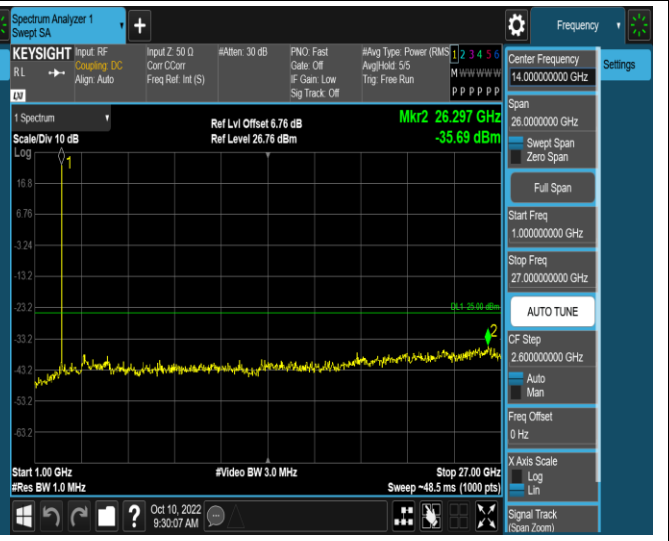 Spectrum Analyzer 1
Swept SA
Frequency
KEYSIGHT
RL
Input: RF
Coupling: DC
Align: Auto
Input Z: 50 Ω
Corr CCorr
Freq Ref: Int (S)
#Atten: 30 dB
PNO: Fast
Gate: Off
IF Gain: Low
Sig Track: Off
#Avg Type: Power (RMS
Avg|Hold: 5/5
Trig: Free Run
1 2 3 4 5 6
M W W W W W
P P P P P P
LXI
1 Spectrum
Scale/Div 10 dB
Log
Ref Lvl Offset 6.76 dB
Ref Level 26.76 dBm
Mkr2 26.297 GHz
-35.69 dBm
1
16.8
6.76
-3.24
-13.2
-23.2
DL1 -25.00 dBm
-33.2
2
-43.2
-53.2
-63.2
Start 1.00 GHz
#Res BW 1.0 MHz
#Video BW 3.0 MHz
Stop 27.00 GHz
Sweep ~48.5 ms (1000 pts)
Oct 10, 2022
9:30:07 AM
?
Center Frequency
14.000000000 GHz
Settings
Span
26.0000000 GHz
Swept Span
Zero Span
Full Span
Start Freq
1.000000000 GHz
Stop Freq
27.000000000 GHz
AUTO TUNE
CF Step
2.600000000 GHz
Auto
Man
Freq Offset
0 Hz
X Axis Scale
Log
Lin
Signal Track
(Span Zoom)